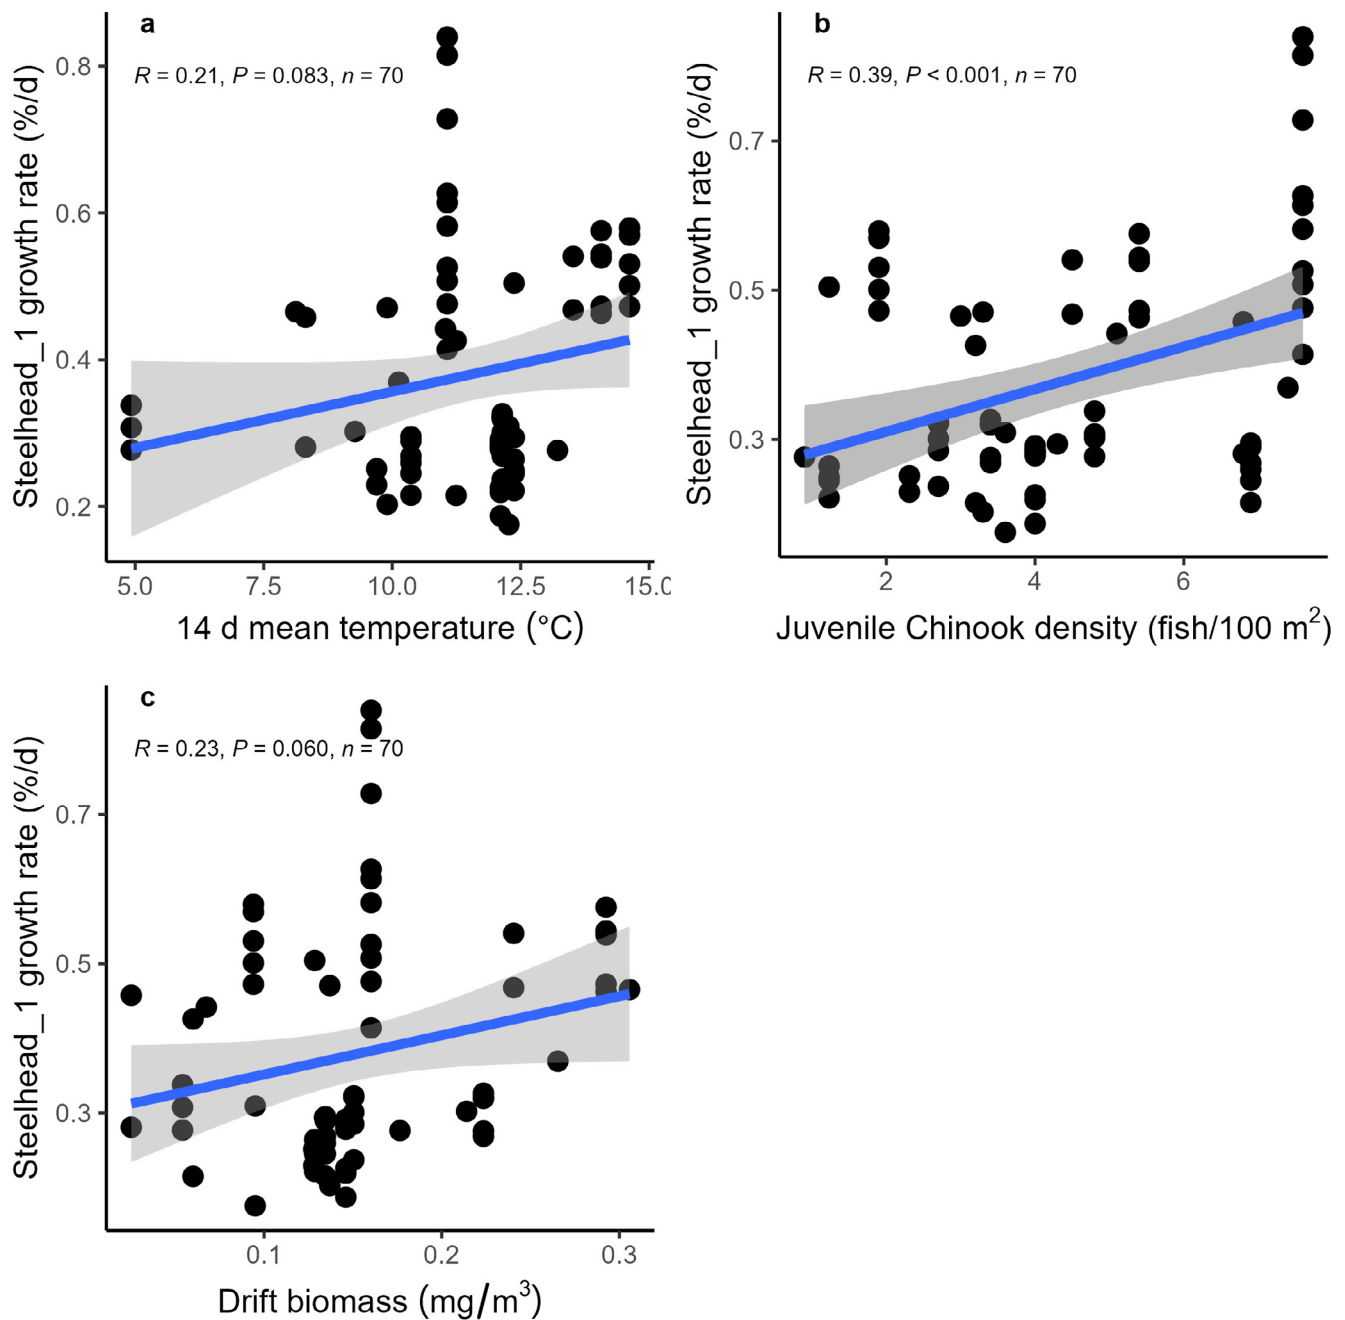 a
R = 0.21, P = 0.083, n = 70
Steelhead_1 growth rate (%/d)
0.8
0.6
0.4
0.2
5.0 7.5 10.0 12.5 15.0
14 d mean temperature (°C)
b
R = 0.39, P < 0.001, n = 70
Steelhead_1 growth rate (%/d)
0.7
0.5
0.3
2 4 6
Juvenile Chinook density (fish/100 m²)
c
R = 0.23, P = 0.060, n = 70
Steelhead_1 growth rate (%/d)
0.7
0.5
0.3
0.1 0.2 0.3
Drift biomass (mg/m³)